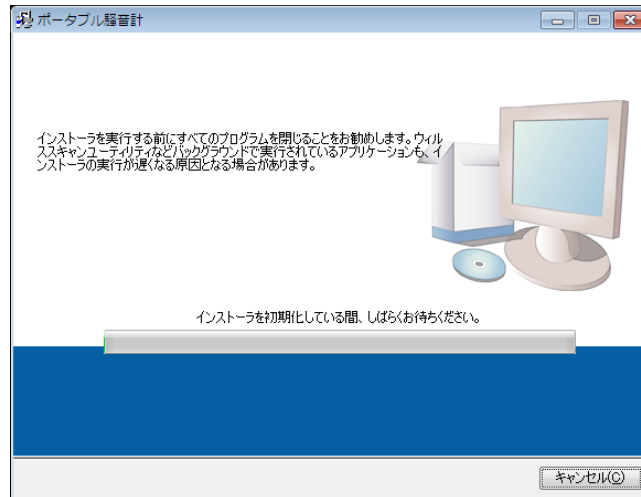 ポータブル騒音計
インストーラを実行する前にすべてのプログラムを閉じることをお勧めします。ウィル
ススキャンユーティリティなどバックグラウンドで実行されているアプリケーションも、イ
ンストーラの実行が遅くなる原因となる場合があります。
インストーラを初期化している間、しばらくお待ちください。
キャンセル(C)